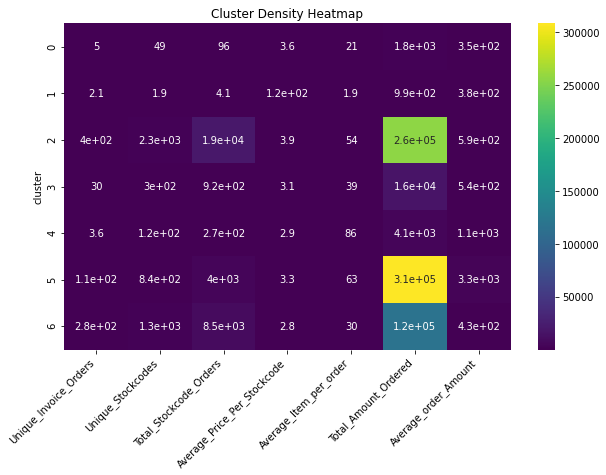 Cluster Density Heatmap
0 5 49 96 3.6 21 1.8e+03 3.5e+02
1 2.1 1.9 4.1 1.2e+02 1.9 9.9e+02 3.8e+02
2 4e+02 2.3e+03 1.9e+04 3.9 54 2.6e+05 5.9e+02
3 30 3e+02 9.2e+02 3.1 39 1.6e+04 5.4e+02
4 3.6 1.2e+02 2.7e+02 2.9 86 4.1e+03 1.1e+03
5 1.1e+02 8.4e+02 4e+03 3.3 63 3.1e+05 3.3e+03
6 2.8e+02 1.3e+03 8.5e+03 2.8 30 1.2e+05 4.3e+02
cluster
Unique_Invoice_Orders
Unique_Stockcodes
Total_Stockcode_Orders
Average_Price_Per_Stockcode
Average_Item_per_order
Total_Amount_Ordered
Average_order_Amount
300000
250000
200000
150000
100000
50000